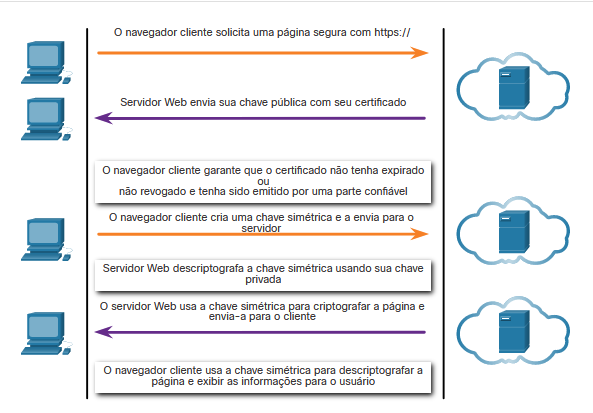 O navegador cliente solicita uma página segura com https://
Servidor Web envia sua chave pública com seu certificado
O navegador cliente garante que o certificado não tenha expirado
ou
não revogado e tenha sido emitido por uma parte confiável
O navegador cliente cria uma chave simétrica e a envia para o
servidor
Servidor Web descriptografa a chave simétrica usando sua chave
privada
O servidor Web usa a chave simétrica para criptografar a página e
envia-a para o cliente
O navegador cliente usa a chave simétrica para descriptografar a
página e exibir as informações para o usuário